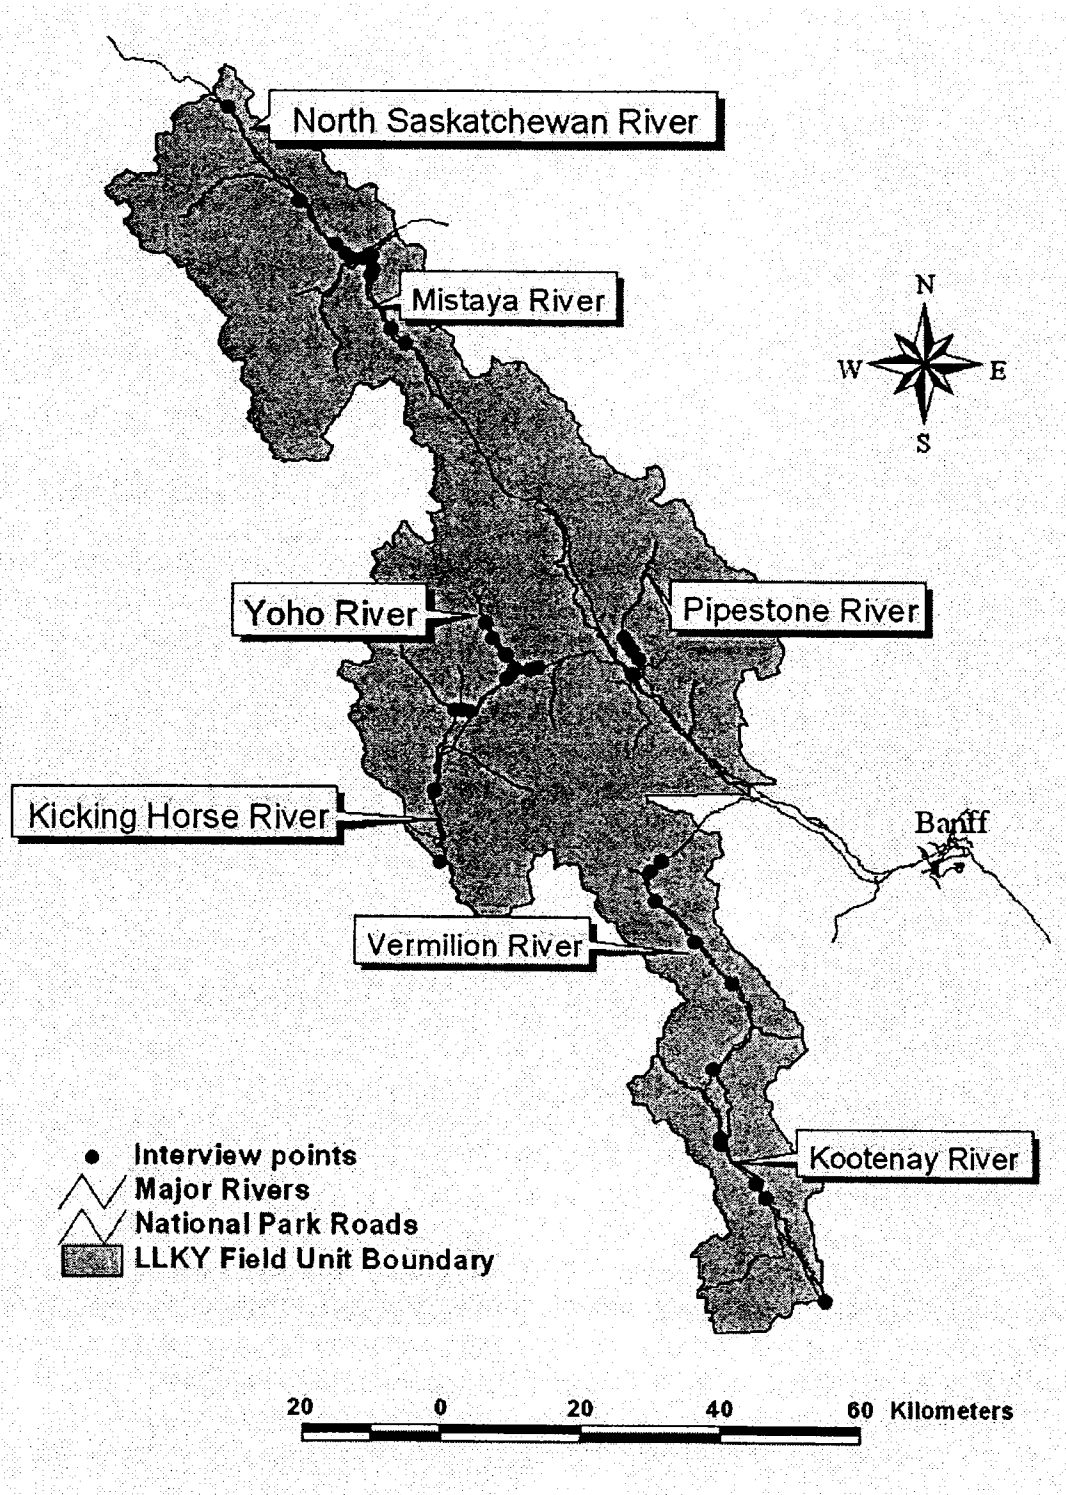 North Saskatchewan River
Mistaya River
N
W
E
S
Yoho River
Pipestone River
Kicking Horse River
Banff
Vermilion River
Kootenay River
Interview points
Major Rivers
National Park Roads
LLKY Field Unit Boundary
20 0 20 40 60 Kilometers